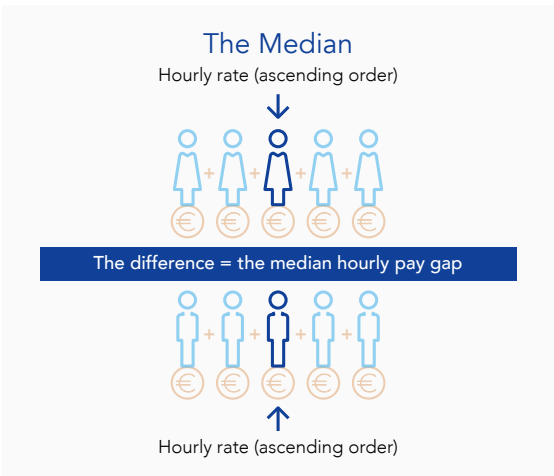 The Median
Hourly rate (ascending order)
+ + + +
€ € € € €
The difference = the median hourly pay gap
+ + + +
€ € € € €
Hourly rate (ascending order)